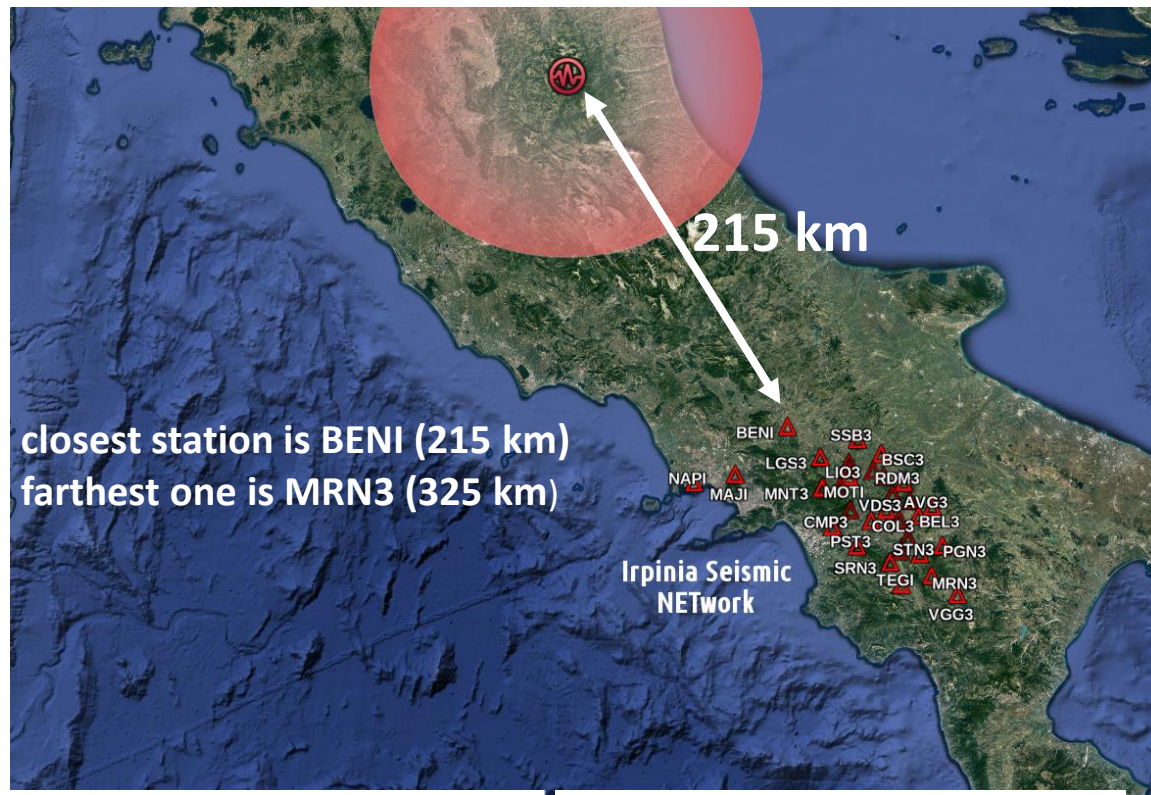 215 km
closest station is BENI (215 km)
farthest one is MRN3 (325 km)
BENI
SSB3
LGS3
BSC3
LIO3
RDM3
NAPI
MAJI
MNT3
MOTI
VDS3
AVG3
CMP3
COL3
BEL3
PST3
STN3
PGN3
SRN3
TEGI
MRN3
VGG3
Irpinia Seismic
NETwork